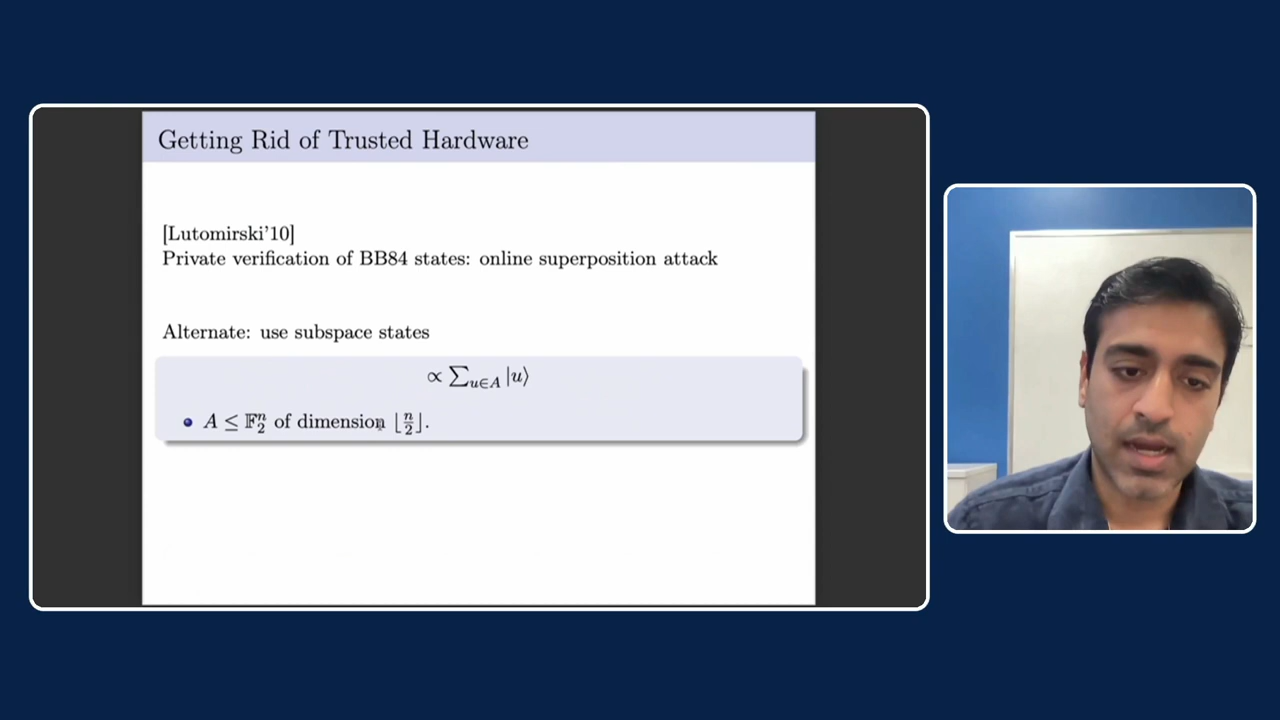 Getting Rid of Trusted Hardware
[Lutomirski'10]
Private verification of BB84 states: online superposition attack
Alternate: use subspace states
∝ ∑_{u∈A} |u⟩
• A ≤ 𝔽₂ⁿ of dimension ⌊n/2⌋.